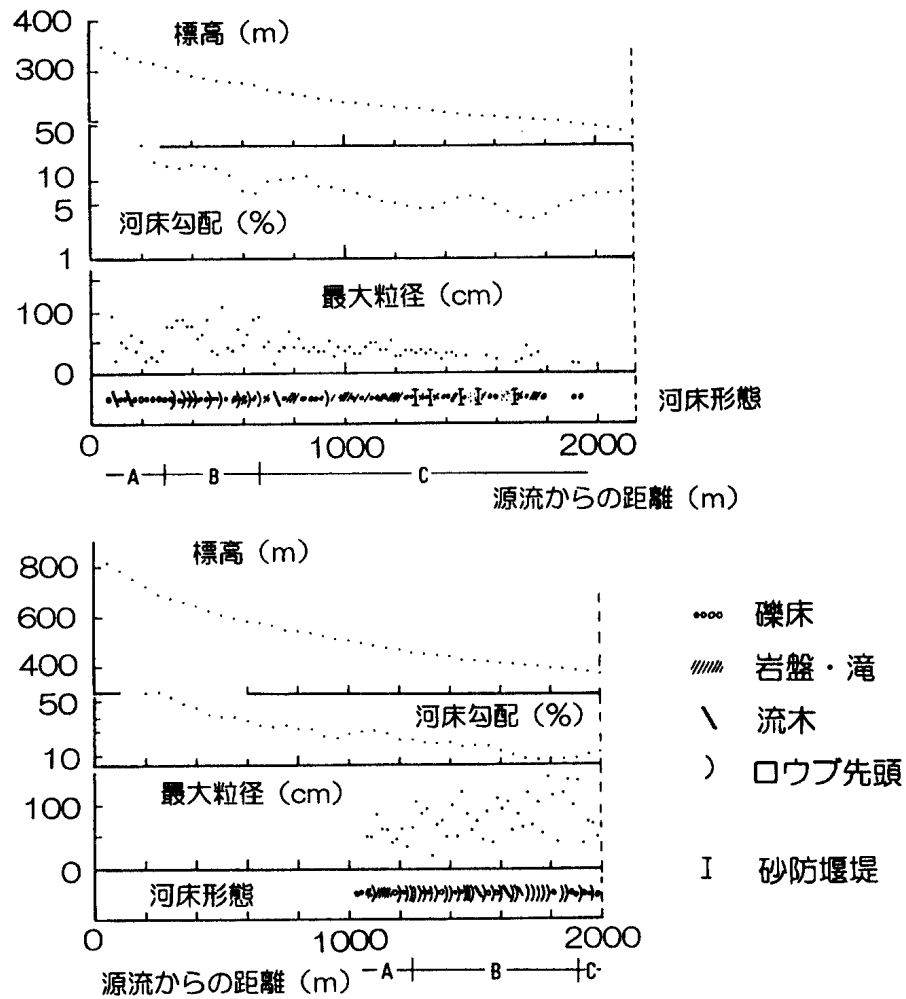 400
標高（m）
300
50
10
5
河床勾配（%）
1
最大粒径（cm）
100
0
河床形態
0 1000 2000
A B C
源流からの距離（m）
標高（m）
800
600
400
50
河床勾配（%）
10
最大粒径（cm）
100
0
河床形態
0 1000 2000
A B C
源流からの距離（m）
礫床
岩盤・滝
流木
ロウブ先頭
砂防堰堤